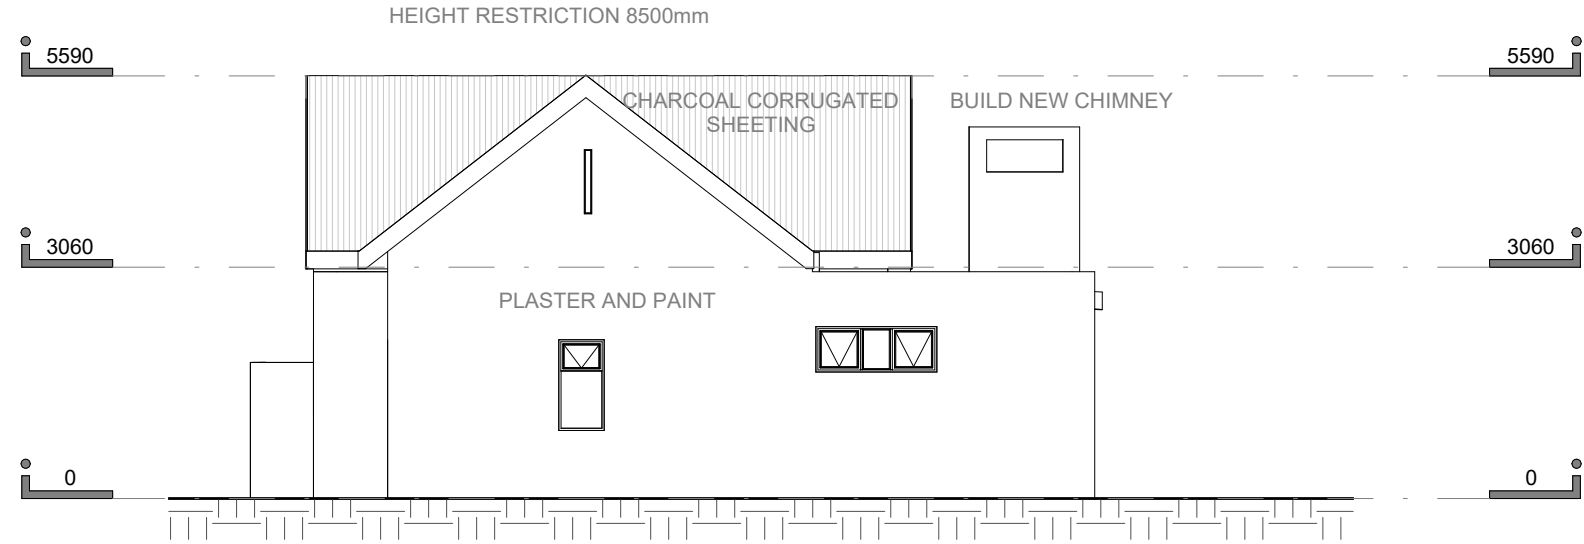 HEIGHT RESTRICTION 8500mm
5590
5590
CHARCOAL CORRUGATED
SHEETING
BUILD NEW CHIMNEY
3060
3060
PLASTER AND PAINT
0
0